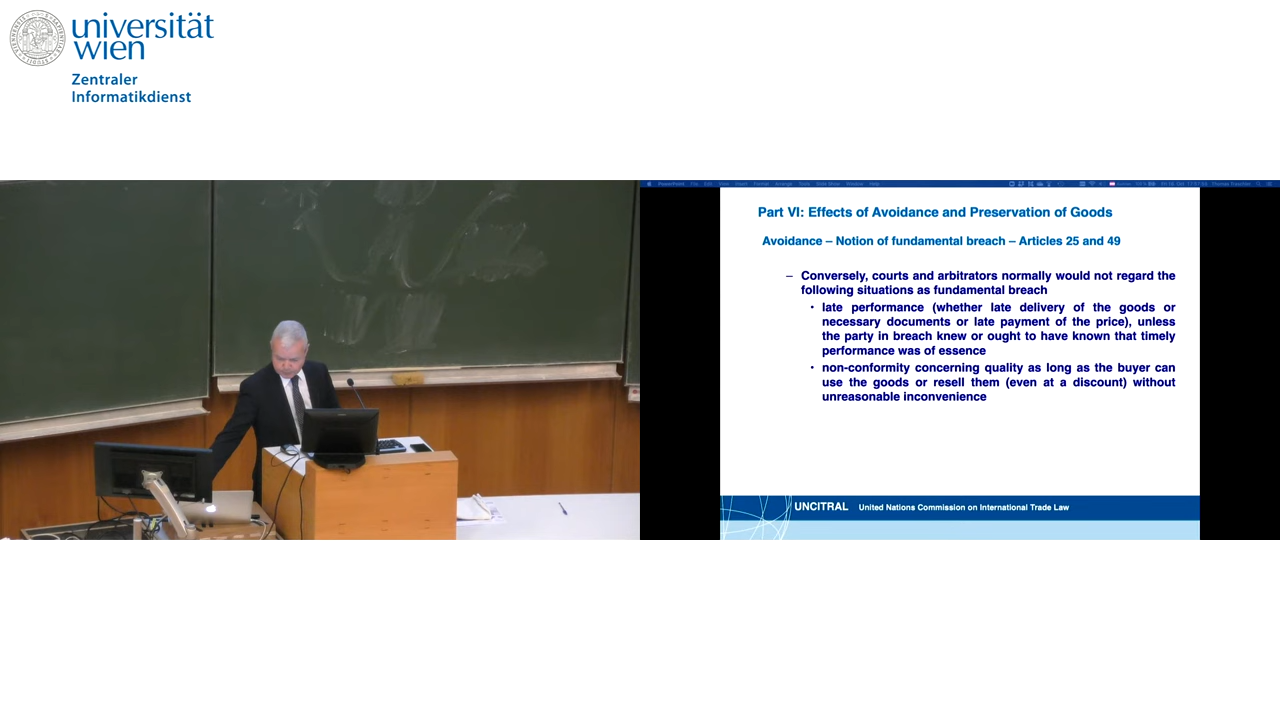 universität
wien
Zentraler
Informatikdienst
Part VI: Effects of Avoidance and Preservation of Goods
Avoidance – Notion of fundamental breach – Articles 25 and 49
– Conversely, courts and arbitrators normally would not regard the
following situations as fundamental breach
• late performance (whether late delivery of the goods or
necessary documents or late payment of the price), unless
the party in breach knew or ought to have known that timely
performance was of essence
• non-conformity concerning quality as long as the buyer can
use the goods or resell them (even at a discount) without
unreasonable inconvenience
UNCITRAL United Nations Commission on International Trade Law